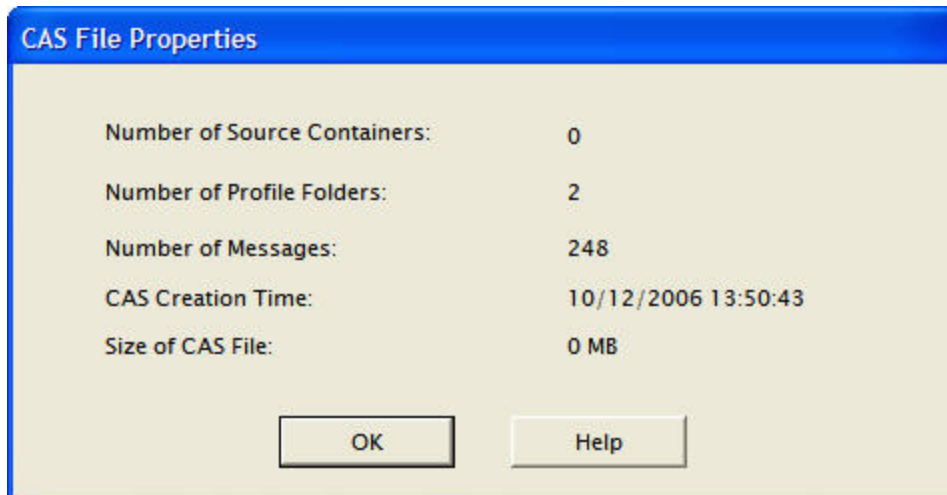 CAS File Properties
Number of Source Containers: 0
Number of Profile Folders: 2
Number of Messages: 248
CAS Creation Time: 10/12/2006 13:50:43
Size of CAS File: 0 MB
OK Help